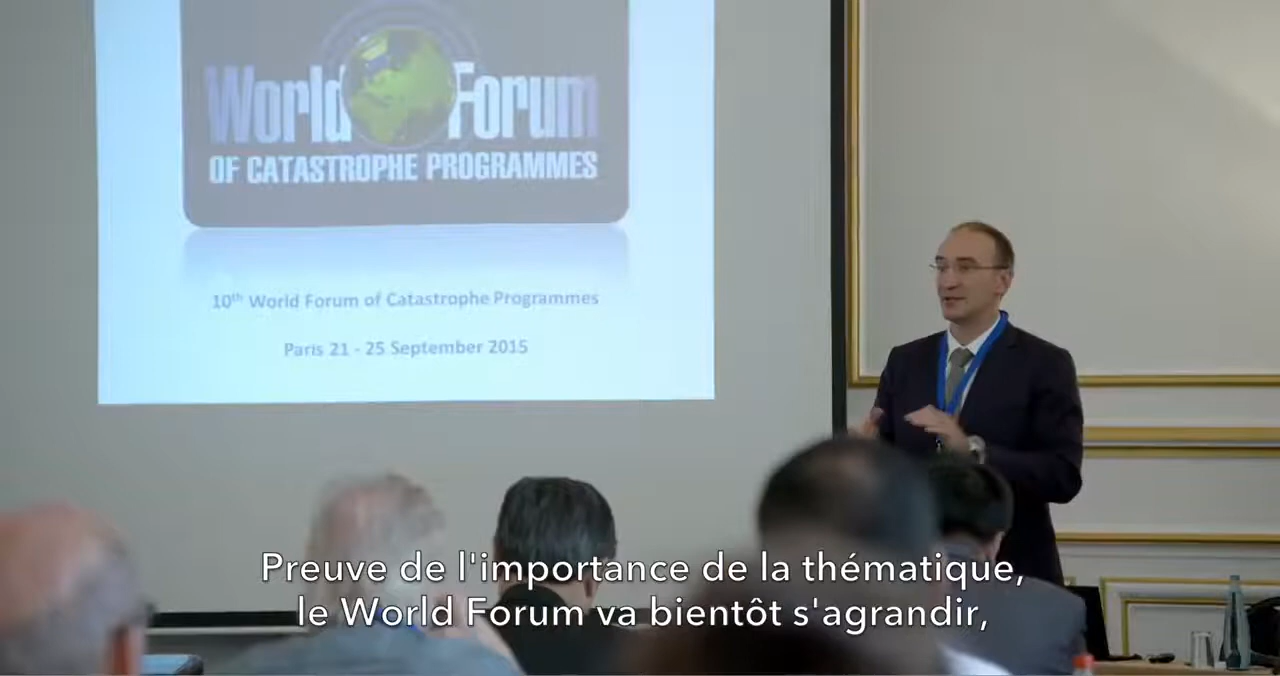 World Forum
OF CATASTROPHE PROGRAMMES
10th World Forum of Catastrophe Programmes
Paris 21 - 25 September 2015
Preuve de l'importance de la thématique,
le World Forum va bientôt s'agrandir,